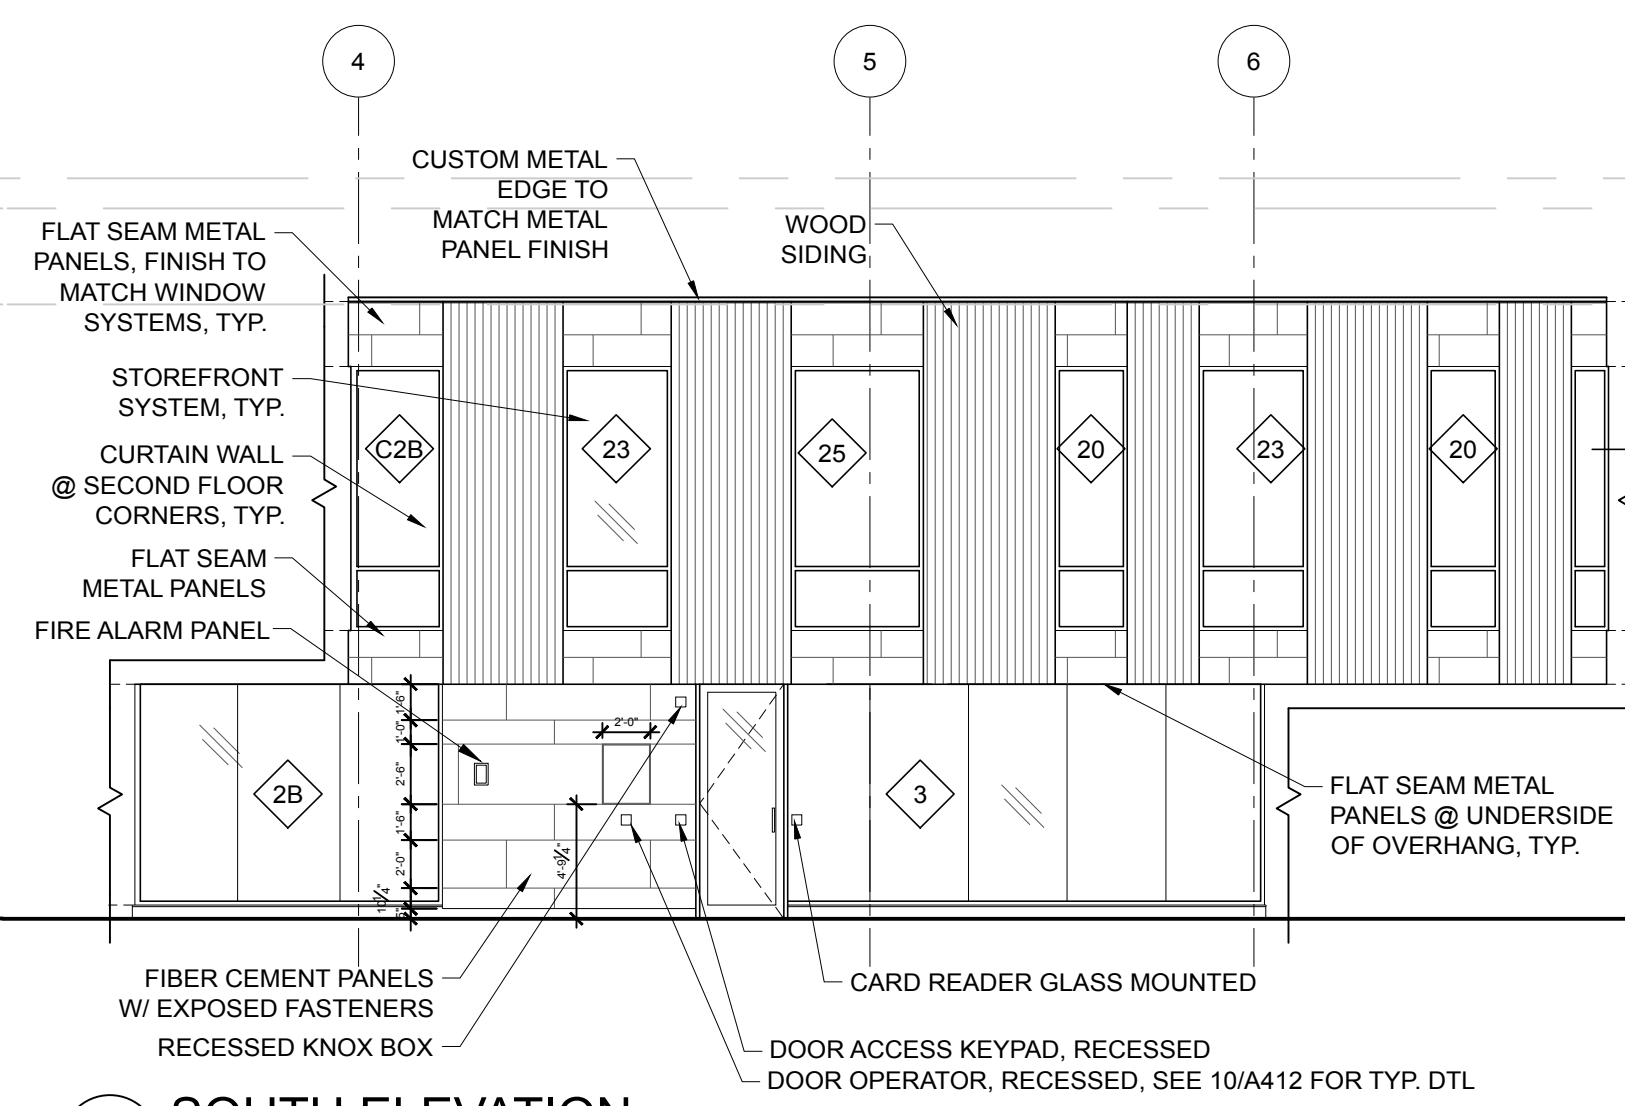 4
5
6
CUSTOM METAL
EDGE TO
MATCH METAL
PANEL FINISH
WOOD
SIDING
FLAT SEAM METAL
PANELS, FINISH TO
MATCH WINDOW
SYSTEMS, TYP.
STOREFRONT
SYSTEM, TYP.
CURTAIN WALL
@ SECOND FLOOR
CORNERS, TYP.
FLAT SEAM
METAL PANELS
FIRE ALARM PANEL
C2B
23
25
20
23
20
1'-6"
1'-0"
2'-6"
1'-6"
2'-0"
10¼"
2'-0"
4'-9¼"
2B
3
FLAT SEAM METAL
PANELS @ UNDERSIDE
OF OVERHANG, TYP.
FIBER CEMENT PANELS
W/ EXPOSED FASTENERS
RECESSED KNOX BOX
CARD READER GLASS MOUNTED
DOOR ACCESS KEYPAD, RECESSED
DOOR OPERATOR, RECESSED, SEE 10/A412 FOR TYP. DTL
SOUTH ELEVATION